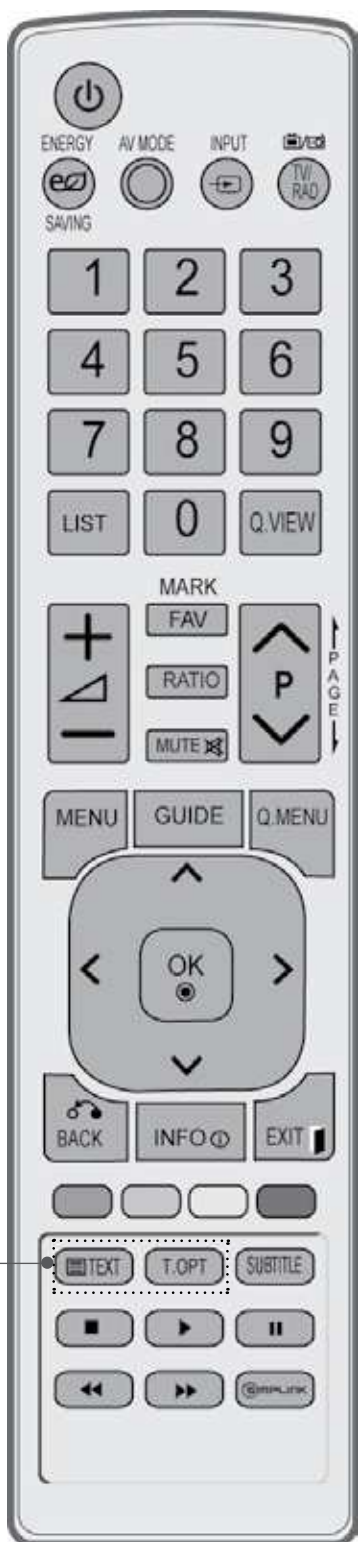 ENERGY AV MODE INPUT
TV/
RAD
SAVING
1 2 3
4 5 6
7 8 9
LIST 0 Q.VIEW
MARK
FAV
RATIO P
PAGE
MUTE
MENU GUIDE Q.MENU
OK
BACK INFO EXIT
TEXT T.OPT SUBTITLE
SIMPLINK